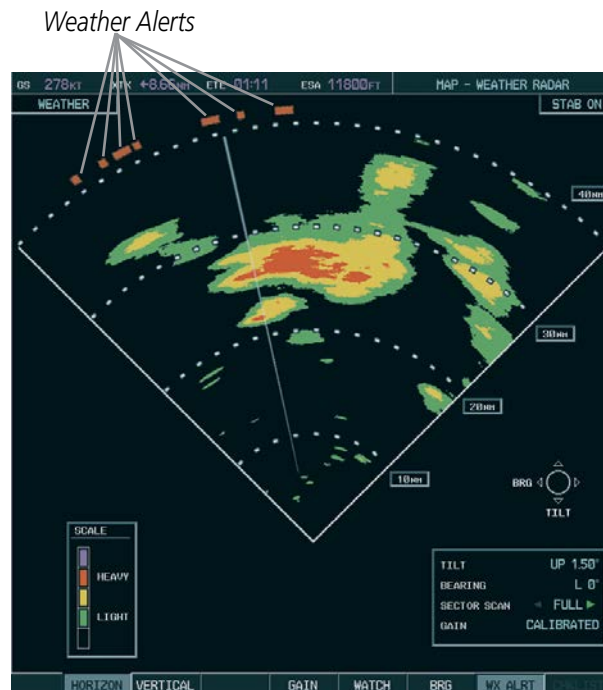 Weather Alerts
GS 278KT XTK +8.66NM ETE 01:11 ESA 11800FT MAP - WEATHER RADAR
WEATHER STAB ON
40NM
30NM
20NM
10NM
BRG
TILT
SCALE
HEAVY
LIGHT
TILT UP 1.50°
BEARING L 0°
SECTOR SCAN FULL
GAIN CALIBRATED
HORIZON VERTICAL GAIN WATCH BRG WX ALRT